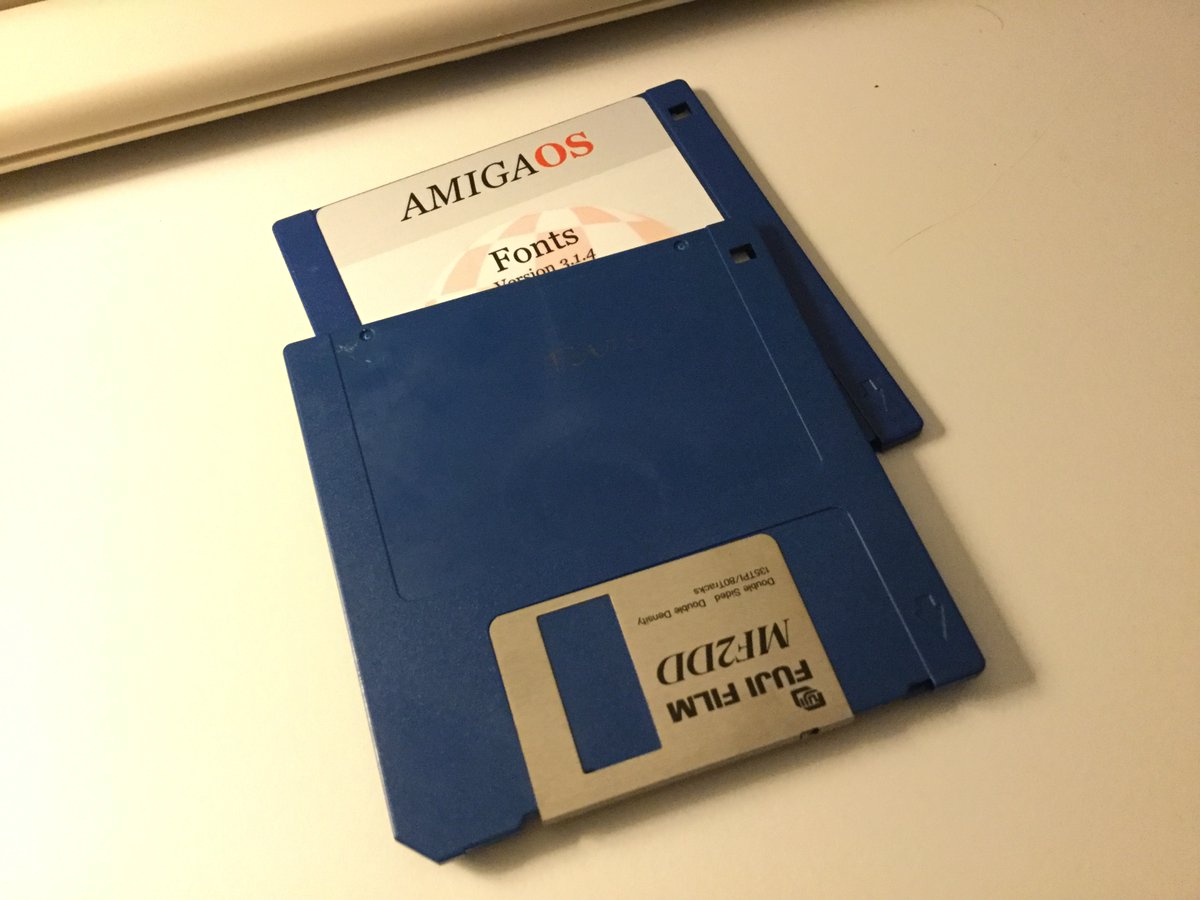 AMIGAOS
Fonts
Version 3.1.4
FUJI FILM
MF2DD
Double Sided Double Density
135TPI/80Tracks